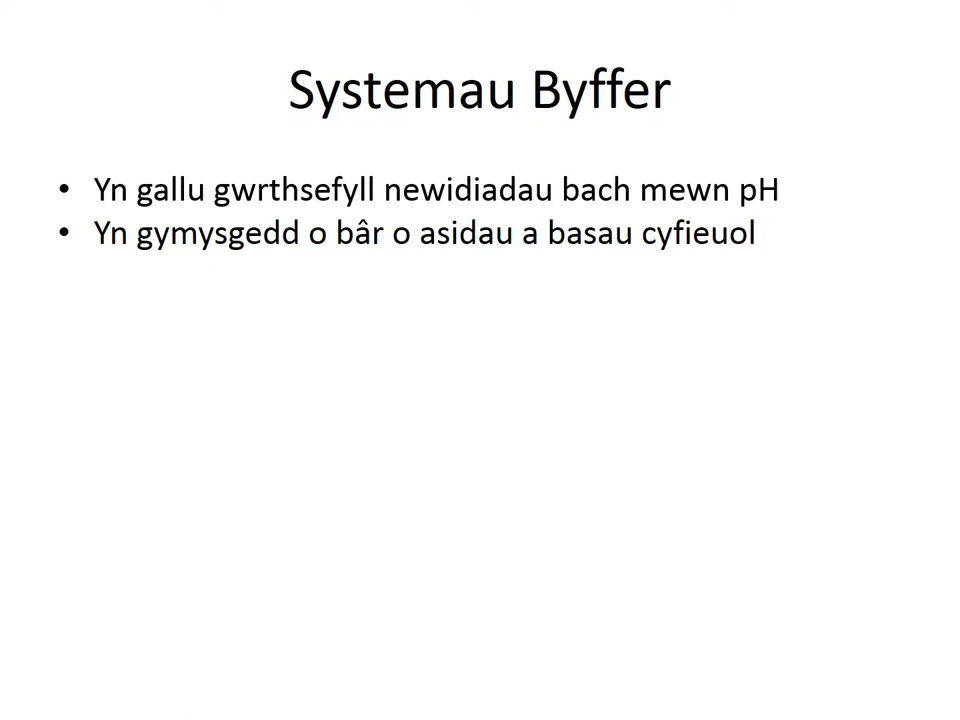 Systemau Byffer
• Yn gallu gwrthsefyll newidiadau bach mewn pH
• Yn gymysgedd o bâr o asidau a basau cyfieuol